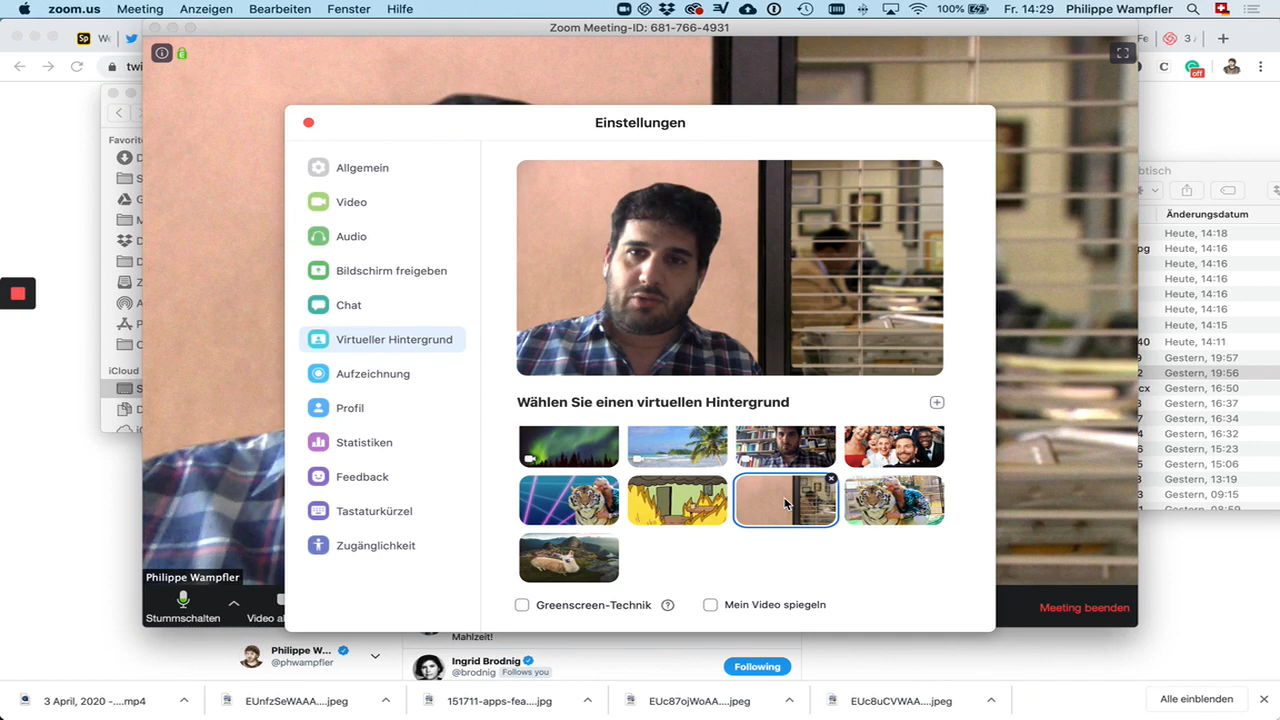 zoom.us Meeting Anzeigen Bearbeiten Fenster Hilfe 100% Fr. 14:29 Philippe Wampfler
Zoom Meeting-ID: 681-766-4931
Einstellungen
Allgemein
Video
Audio
Bildschirm freigeben
Chat
Virtueller Hintergrund
Aufzeichnung
Profil
Statistiken
Feedback
Tastaturkürzel
Zugänglichkeit
Wählen Sie einen virtuellen Hintergrund
Greenscreen-Technik
Mein Video spiegeln
Philippe Wampfler
Stummschalten
Meeting beenden
off
iCloud
Änderungsdatum
Heute, 14:18
Heute, 14:16
Heute, 14:16
Heute, 14:16
Heute, 14:16
Heute, 14:16
Heute, 14:15
Heute, 14:11
Gestern, 19:57
Gestern, 19:56
Gestern, 16:50
Gestern, 16:37
Gestern, 16:34
Gestern, 16:32
Gestern, 15:23
Gestern, 15:06
Gestern, 13:19
Gestern, 09:15
Mahlzeit!
Philippe W...
@phwampfler
Ingrid Brodnig
@brodnig Follows you
Following
3 April, 2020 -....mp4
EUnfzSeWAAA....jpeg
151711-apps-fea....jpg
EUc87ojWoAA....jpeg
EUc8uCVWAA....jpeg
Alle einblenden